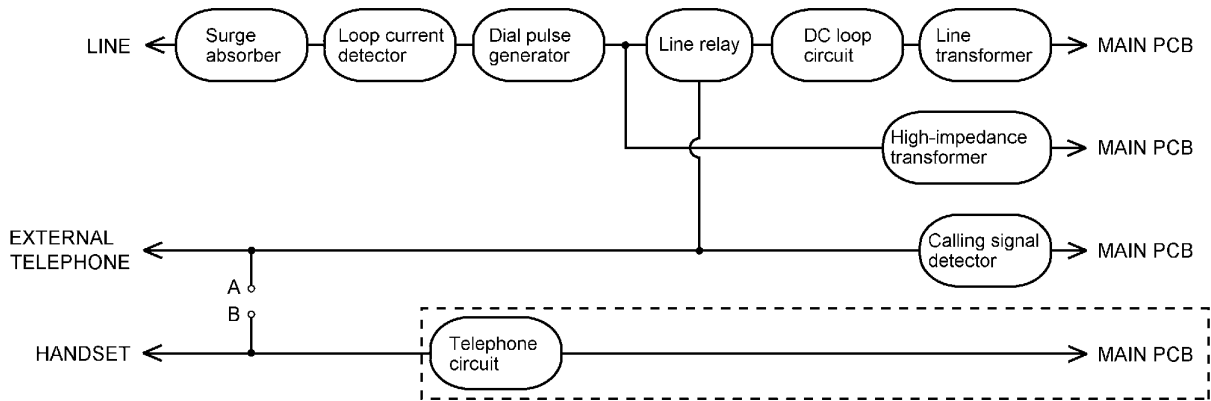 LINE
Surge
absorber
Loop current
detector
Dial pulse
generator
Line relay
DC loop
circuit
Line
transformer
MAIN PCB
High-impedance
transformer
MAIN PCB
EXTERNAL
TELEPHONE
Calling signal
detector
MAIN PCB
A
B
HANDSET
Telephone
circuit
MAIN PCB